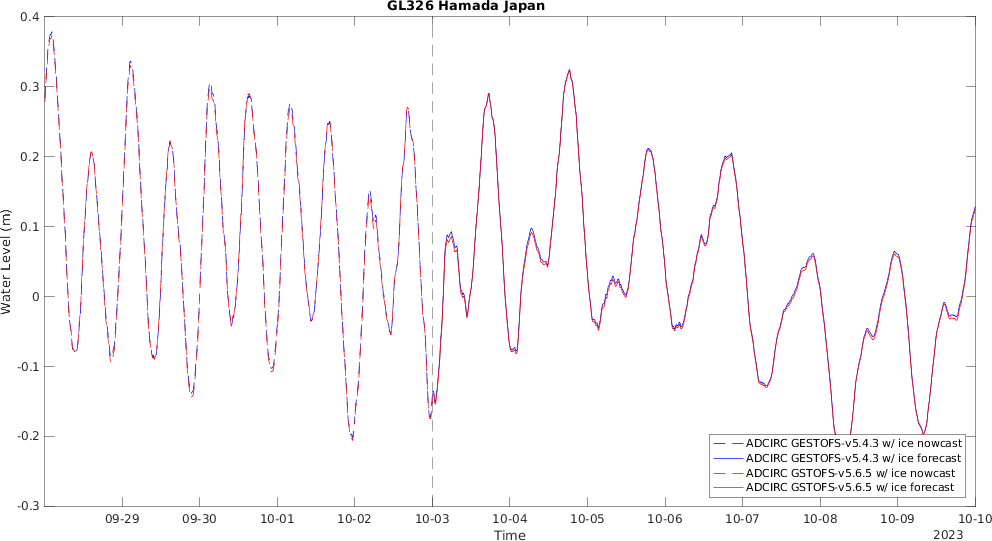 GL326 Hamada Japan
Water Level (m)
0.4
0.3
0.2
0.1
0
-0.1
-0.2
-0.3
ADCIRC GESTOFS-v5.4.3 w/ ice nowcast
ADCIRC GESTOFS-v5.4.3 w/ ice forecast
ADCIRC GSTOFS-v5.6.5 w/ ice nowcast
ADCIRC GSTOFS-v5.6.5 w/ ice forecast
09-29 09-30 10-01 10-02 10-03 10-04 10-05 10-06 10-07 10-08 10-09 10-10
Time
2023